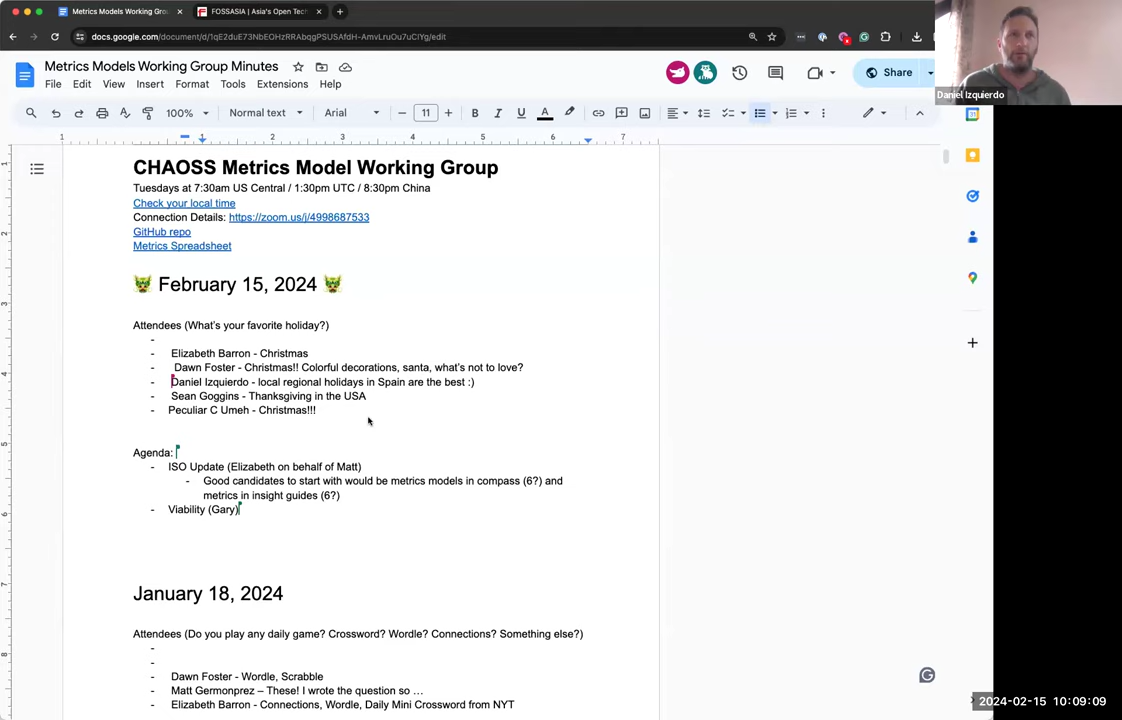 Metrics Models Working Grou
FOSSASIA | Asia's Open Tech
docs.google.com/document/d/
Daniel Izquierdo
Metrics Models Working Group Minutes
File Edit View Insert Format Tools Extensions Help
Share
100% Normal text Arial 11
1 1 2 3 4 5 6 7
CHAOSS Metrics Model Working Group
Tuesdays at 7:30am US Central / 1:30pm UTC / 8:30pm China
Check your local time
Connection Details: https://zoom.us/j/4998687533
GitHub repo
Metrics Spreadsheet
February 15, 2024
Attendees (What's your favorite holiday?)
-
- Elizabeth Barron - Christmas
- Dawn Foster - Christmas!! Colorful decorations, santa, what's not to love?
- Daniel Izquierdo - local regional holidays in Spain are the best :)
- Sean Goggins - Thanksgiving in the USA
- Peculiar C Umeh - Christmas!!!
Agenda:
- ISO Update (Elizabeth on behalf of Matt)
- Good candidates to start with would be metrics models in compass (6?) and
metrics in insight guides (6?)
- Viability (Gary)
January 18, 2024
Attendees (Do you play any daily game? Crossword? Wordle? Connections? Something else?)
-
-
- Dawn Foster - Wordle, Scrabble
- Matt Germonprez – These! I wrote the question so …
- Elizabeth Barron - Connections, Wordle, Daily Mini Crossword from NYT
2024-02-15 10:09:09